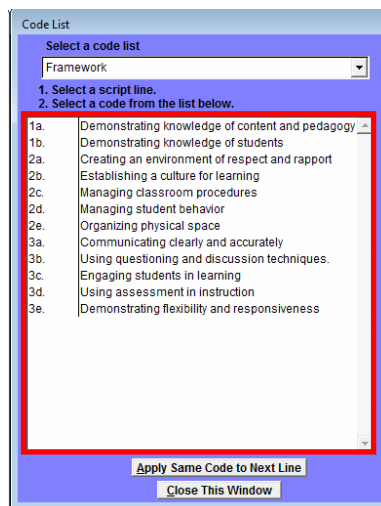 Code List
Select a code list
Framework
1. Select a script line.
2. Select a code from the list below.
1a. Demonstrating knowledge of content and pedagogy
1b. Demonstrating knowledge of students
2a. Creating an environment of respect and rapport
2b. Establishing a culture for learning
2c. Managing classroom procedures
2d. Managing student behavior
2e. Organizing physical space
3a. Communicating clearly and accurately
3b. Using questioning and discussion techniques.
3c. Engaging students in learning
3d. Using assessment in instruction
3e. Demonstrating flexibility and responsiveness
Apply Same Code to Next Line
Close This Window